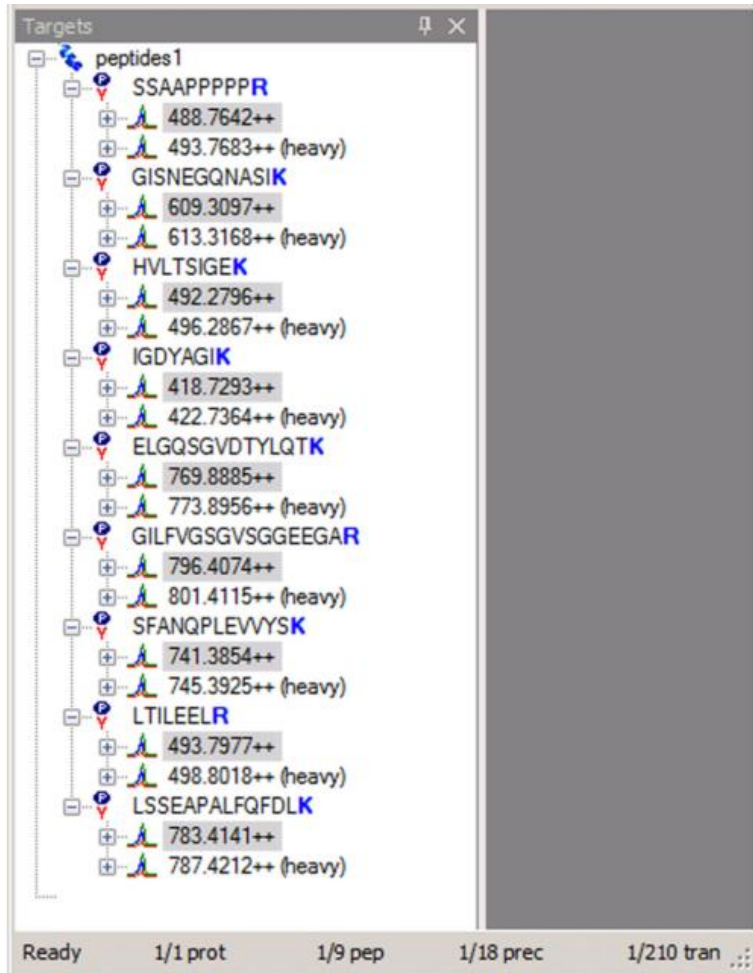 Targets
peptides1
SSAAPPPPPR
488.7642++
493.7683++ (heavy)
GISNEGQNASIK
609.3097++
613.3168++ (heavy)
HVLTSIGEK
492.2796++
496.2867++ (heavy)
IGDYAGIK
418.7293++
422.7364++ (heavy)
ELGQSGVDTYLQTK
769.8885++
773.8956++ (heavy)
GILFVGSGVSGGEEGAR
796.4074++
801.4115++ (heavy)
SFANQPLEVVYSK
741.3854++
745.3925++ (heavy)
LTILEELR
493.7977++
498.8018++ (heavy)
LSSEAPALFQFDLK
783.4141++
787.4212++ (heavy)
Ready 1/1 prot 1/9 pep 1/18 prec 1/210 tran